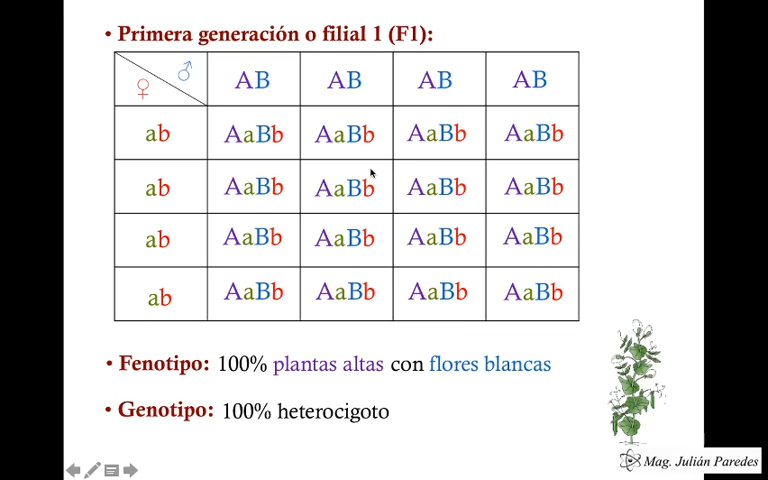 • Primera generación o filial 1 (F1):
♀ ♂ AB AB AB AB
ab AaBb AaBb AaBb AaBb
ab AaBb AaBb AaBb AaBb
ab AaBb AaBb AaBb AaBb
ab AaBb AaBb AaBb AaBb
• Fenotipo: 100% plantas altas con flores blancas
• Genotipo: 100% heterocigoto
Mag. Julián Paredes